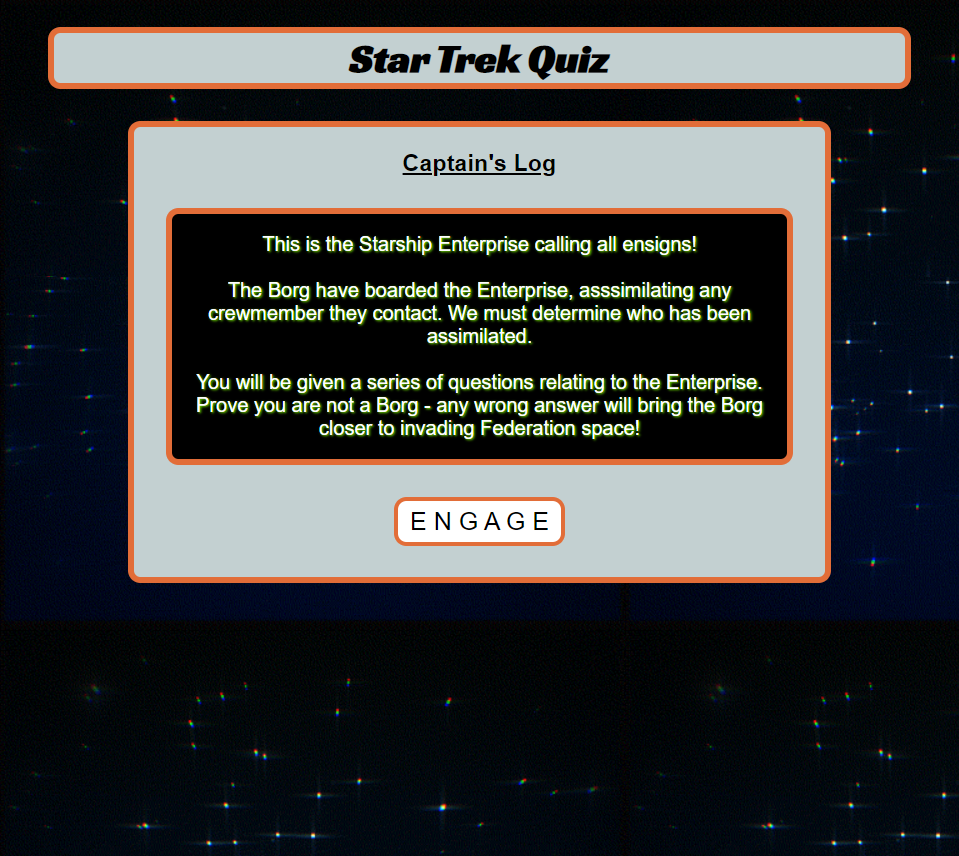 Star Trek Quiz
Captain's Log
This is the Starship Enterprise calling all ensigns!
The Borg have boarded the Enterprise, asssimilating any
crewmember they contact. We must determine who has been
assimilated.
You will be given a series of questions relating to the Enterprise.
Prove you are not a Borg - any wrong answer will bring the Borg
closer to invading Federation space!
ENGAGE